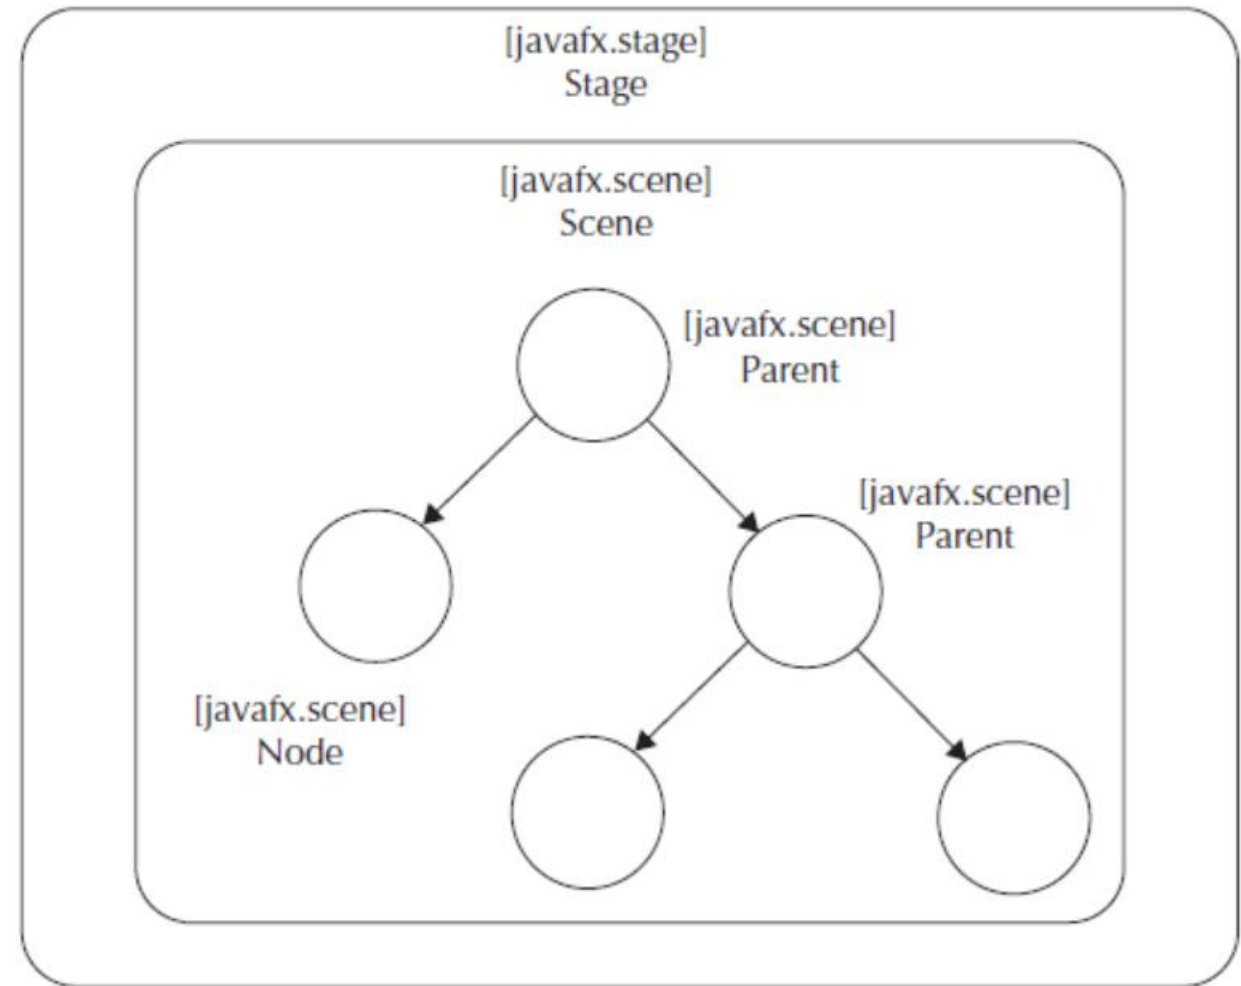 [javafx.stage]
Stage
[javafx.scene]
Scene
[javafx.scene]
Parent
[javafx.scene]
Parent
[javafx.scene]
Node